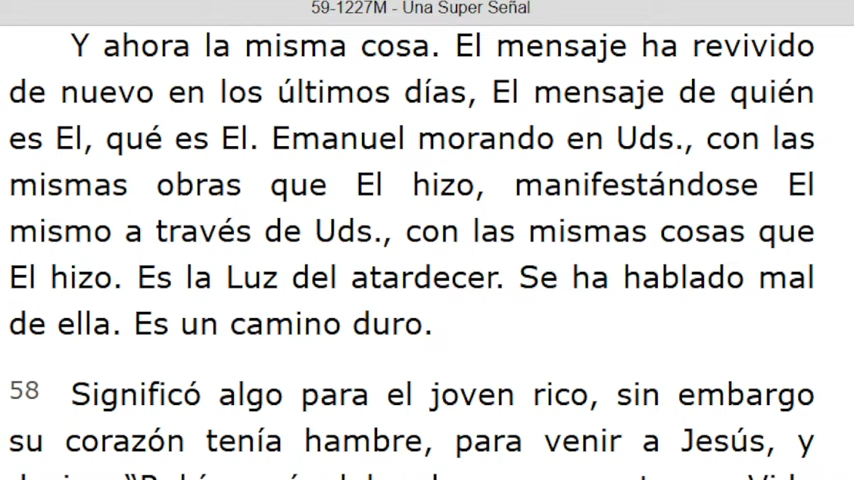 59-1227M - Una Super Señal
Y ahora la misma cosa. El mensaje ha revivido
de nuevo en los últimos días, El mensaje de quién
es El, qué es El. Emanuel morando en Uds., con las
mismas obras que El hizo, manifestándose El
mismo a través de Uds., con las mismas cosas que
El hizo. Es la Luz del atardecer. Se ha hablado mal
de ella. Es un camino duro.
58 Significó algo para el joven rico, sin embargo
su corazón tenía hambre, para venir a Jesús, y